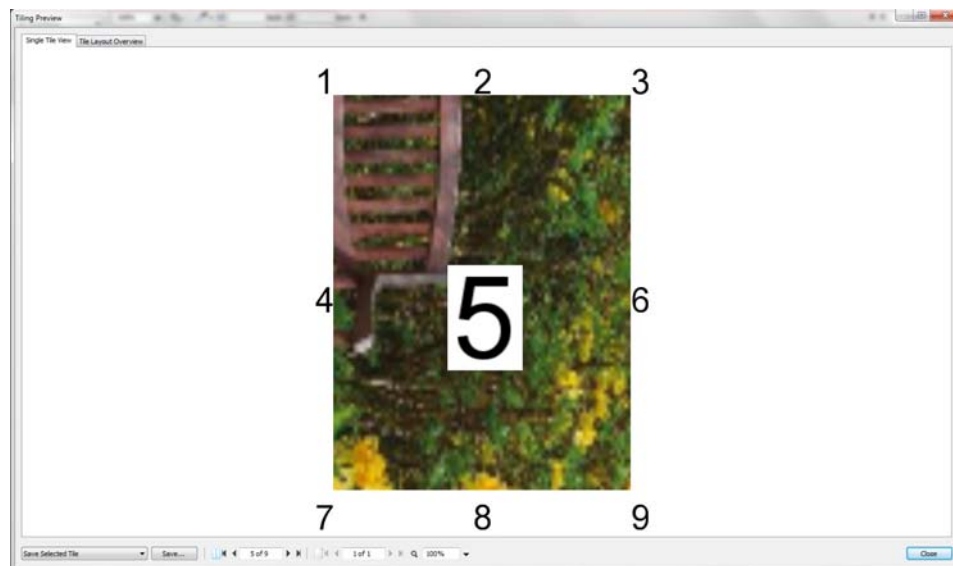 Tiling Preview
Single Tile View Tile Layout Overview
1 2 3
4 5 6
7 8 9
Save Selected Tile Save... 5 of 9 1 of 1 100% Close